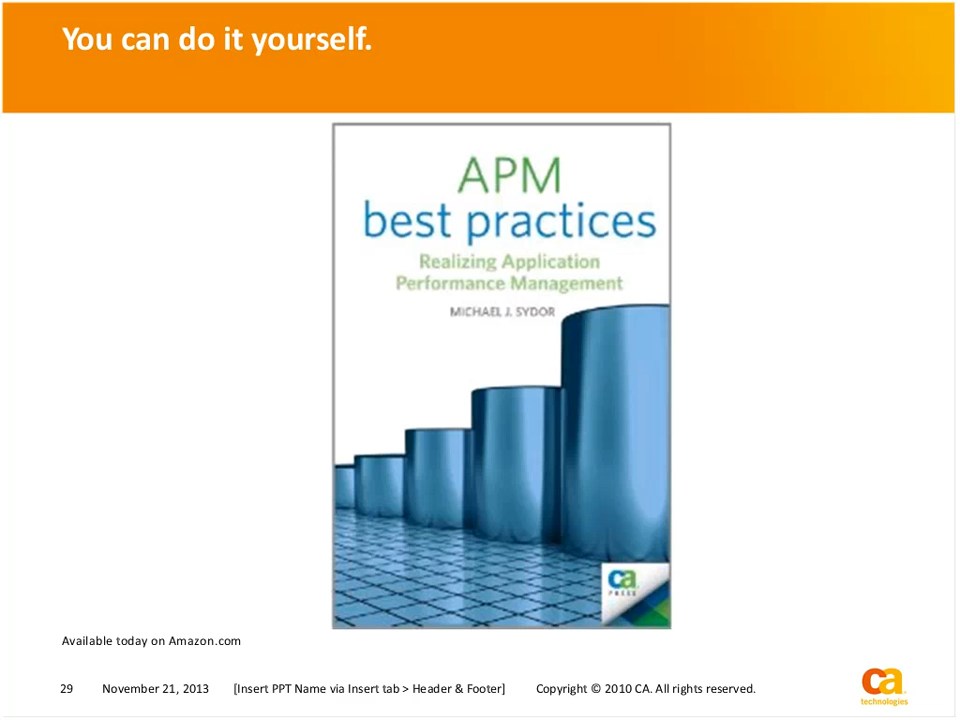 You can do it yourself.
APM
best practices
Realizing Application
Performance Management
MICHAEL J. SYDOR
ca
PRESS
Available today on Amazon.com
29 November 21, 2013 [Insert PPT Name via Insert tab > Header & Footer] Copyright © 2010 CA. All rights reserved.
ca
technologies